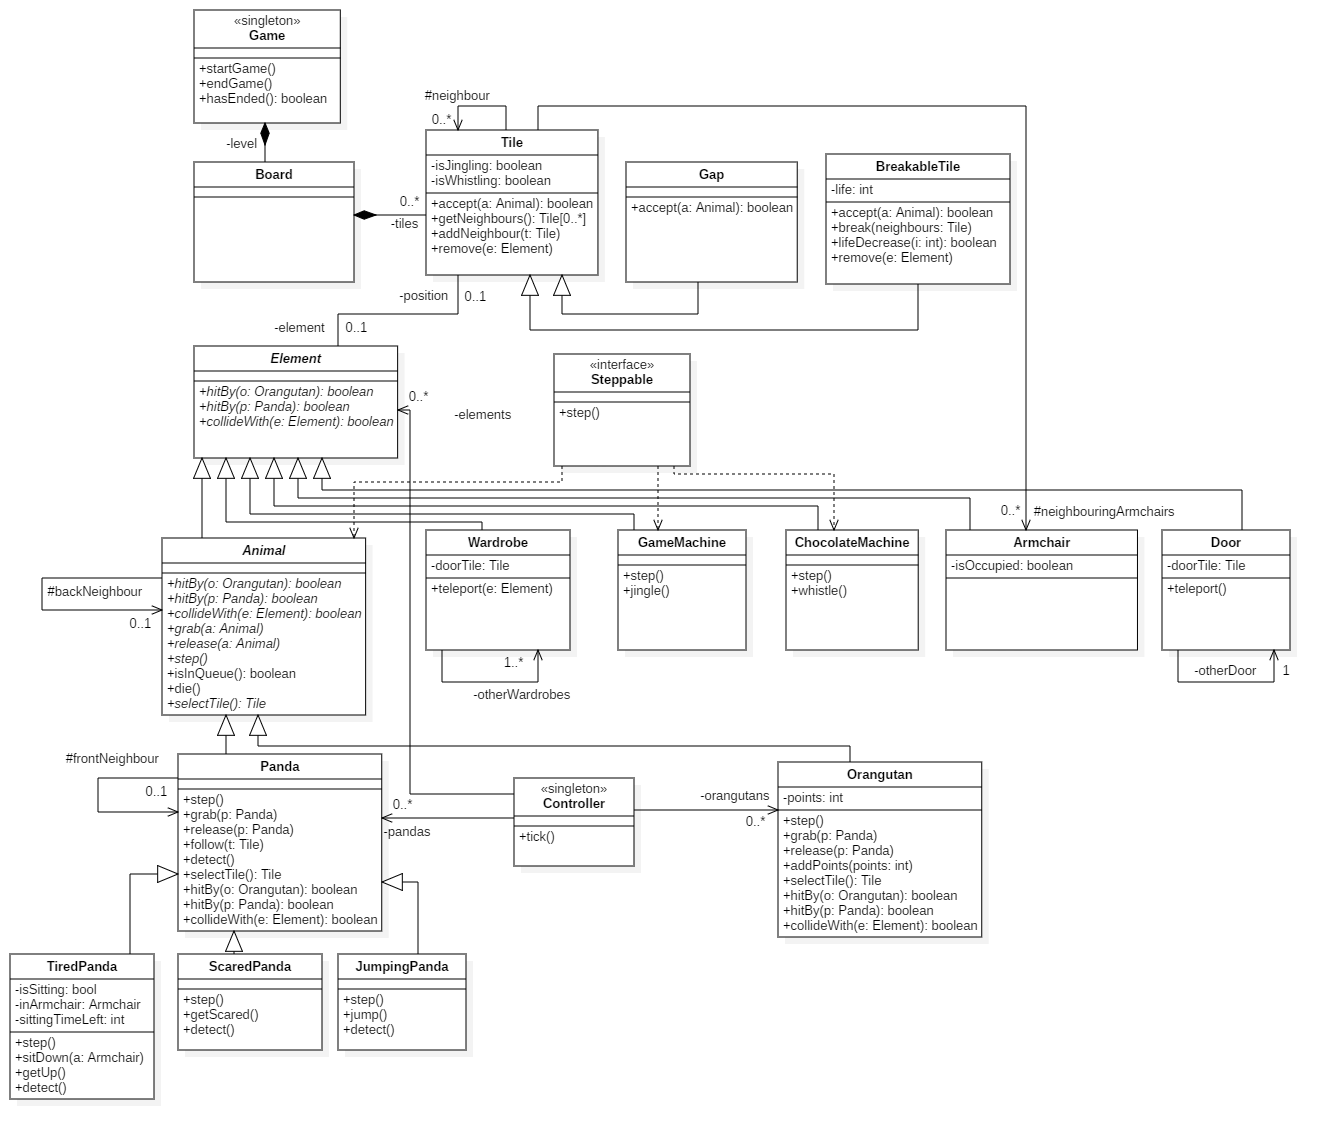 «singleton»
Game
+startGame()
+endGame()
+hasEnded(): boolean
-level
Board
0..*
-tiles
#neighbour
0..*
Tile
-isJingling: boolean
-isWhistling: boolean
+accept(a: Animal): boolean
+getNeighbours(): Tile[0..*]
+addNeighbour(t: Tile)
+remove(e: Element)
Gap
+accept(a: Animal): boolean
BreakableTile
-life: int
+accept(a: Animal): boolean
+break(neighbours: Tile)
+lifeDecrease(i: int): boolean
+remove(e: Element)
-position
0..1
-element
0..1
Element
+hitBy(o: Orangutan): boolean
+hitBy(p: Panda): boolean
+collideWith(e: Element): boolean
0..*
-elements
«interface»
Steppable
+step()
0..*
#neighbouringArmchairs
Animal
+hitBy(o: Orangutan): boolean
+hitBy(p: Panda): boolean
+collideWith(e: Element): boolean
+grab(a: Animal)
+release(a: Animal)
+step()
+isInQueue(): boolean
+die()
+selectTile(): Tile
#backNeighbour
0..1
Wardrobe
-doorTile: Tile
+teleport(e: Element)
1..*
-otherWardrobes
GameMachine
+step()
+jingle()
ChocolateMachine
+step()
+whistle()
Armchair
-isOccupied: boolean
Door
-doorTile: Tile
+teleport()
-otherDoor
1
#frontNeighbour
0..1
Panda
+step()
+grab(p: Panda)
+release(p: Panda)
+follow(t: Tile)
+detect()
+selectTile(): Tile
+hitBy(o: Orangutan): boolean
+hitBy(p: Panda): boolean
+collideWith(e: Element): boolean
0..*
-pandas
«singleton»
Controller
+tick()
-orangutans
0..*
Orangutan
-points: int
+step()
+grab(p: Panda)
+release(p: Panda)
+addPoints(points: int)
+selectTile(): Tile
+hitBy(o: Orangutan): boolean
+hitBy(p: Panda): boolean
+collideWith(e: Element): boolean
TiredPanda
-isSitting: bool
-inArmchair: Armchair
-sittingTimeLeft: int
+step()
+sitDown(a: Armchair)
+getUp()
+detect()
ScaredPanda
+step()
+getScared()
+detect()
JumpingPanda
+step()
+jump()
+detect()